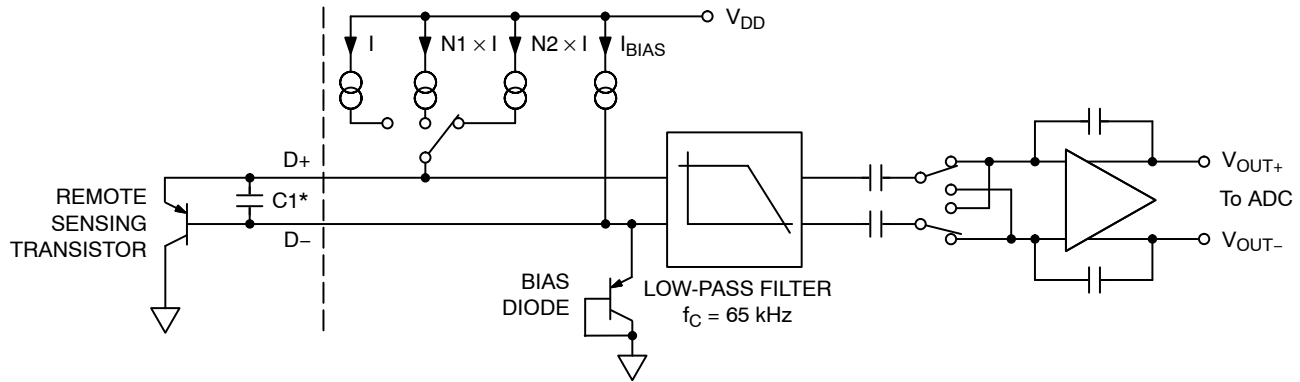 V_DD
I
N1 × I
N2 × I
I_BIAS
D+
C1*
D−
REMOTE
SENSING
TRANSISTOR
BIAS
DIODE
LOW-PASS FILTER
f_C = 65 kHz
V_OUT+
To ADC
V_OUT−